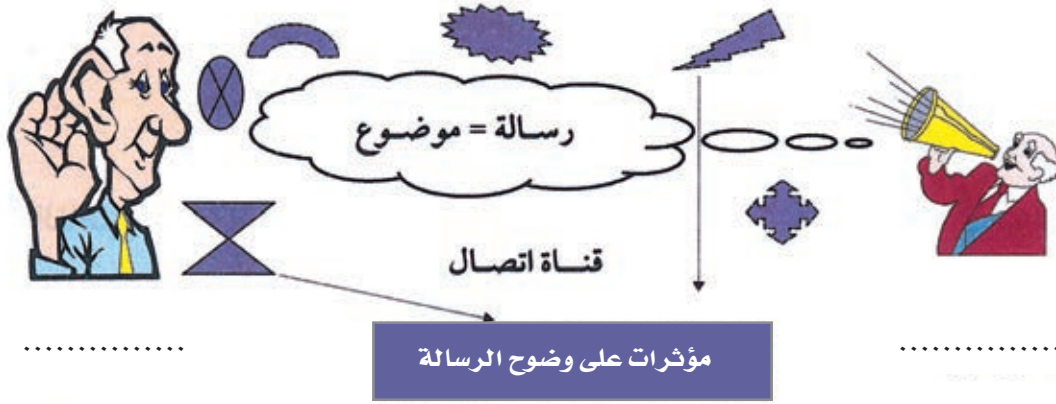 رسالة = موضوع
قناة اتصال
مؤثرات على وضوح الرسالة
...............
...............